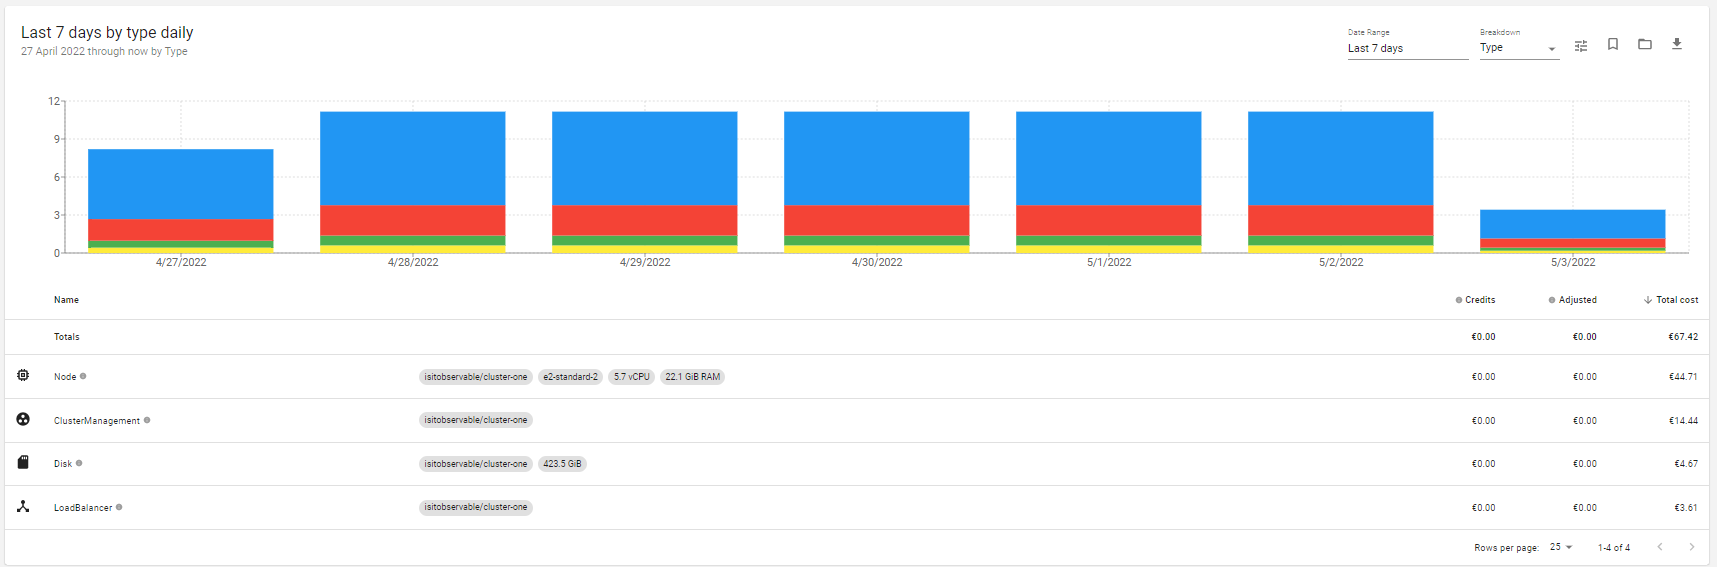 Last 7 days by type daily
27 April 2022 through now by Type
Date Range
Last 7 days
Breakdown
Type
12
9
6
3
0
4/27/2022 4/28/2022 4/29/2022 4/30/2022 5/1/2022 5/2/2022 5/3/2022
Name Credits Adjusted Total cost
Totals €0.00 €0.00 €67.42
Node isitobservable/cluster-one e2-standard-2 5.7 vCPU 22.1 GiB RAM €0.00 €0.00 €44.71
ClusterManagement isitobservable/cluster-one €0.00 €0.00 €14.44
Disk isitobservable/cluster-one 423.5 GiB €0.00 €0.00 €4.67
LoadBalancer isitobservable/cluster-one €0.00 €0.00 €3.61
Rows per page: 25 1-4 of 4